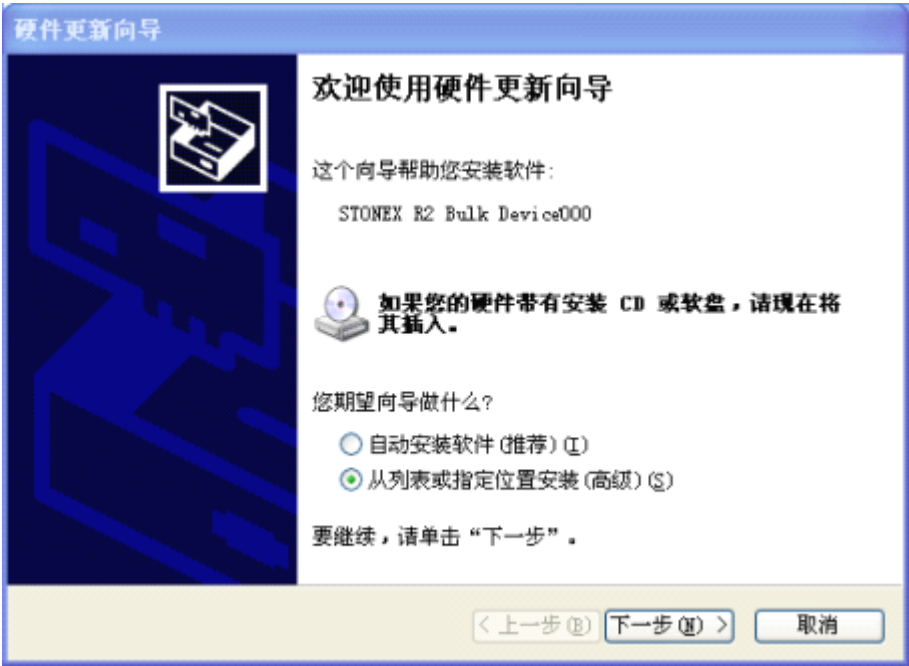 硬件更新向导
欢迎使用硬件更新向导
这个向导帮助您安装软件:
STONEX R2 Bulk Device000
如果您的硬件带有安装 CD 或软盘，请现在将
其插入。
您期望向导做什么?
自动安装软件(推荐)(I)
从列表或指定位置安装(高级)(S)
要继续，请单击“下一步”。
< 上一步(B)
下一步(N) >
取消